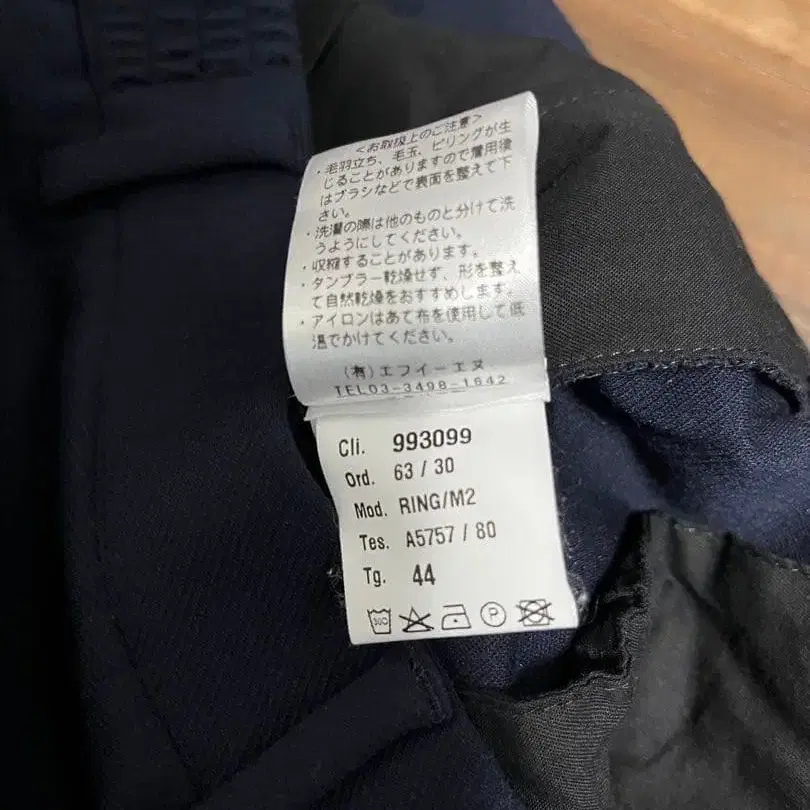 <お取扱上のご注意>
・毛羽立ち、毛玉、ピリングが生
じることがありますので着用後
はブラシなどで表面を整えて下
さい。
・洗濯の際は他のものと分けて洗
うようにしてください。
・収縮することがあります。
・タンブラー乾燥せず、形を整え
て自然乾燥をおすすめします。
・アイロンはあて布を使用して低
温でかけてください。
(有)エフイーエヌ
TEL03-3498-1642
Cli. 993099
Ord. 63 / 30
Mod. RING/M2
Tes. A5757 / 80
Tg. 44
30C P